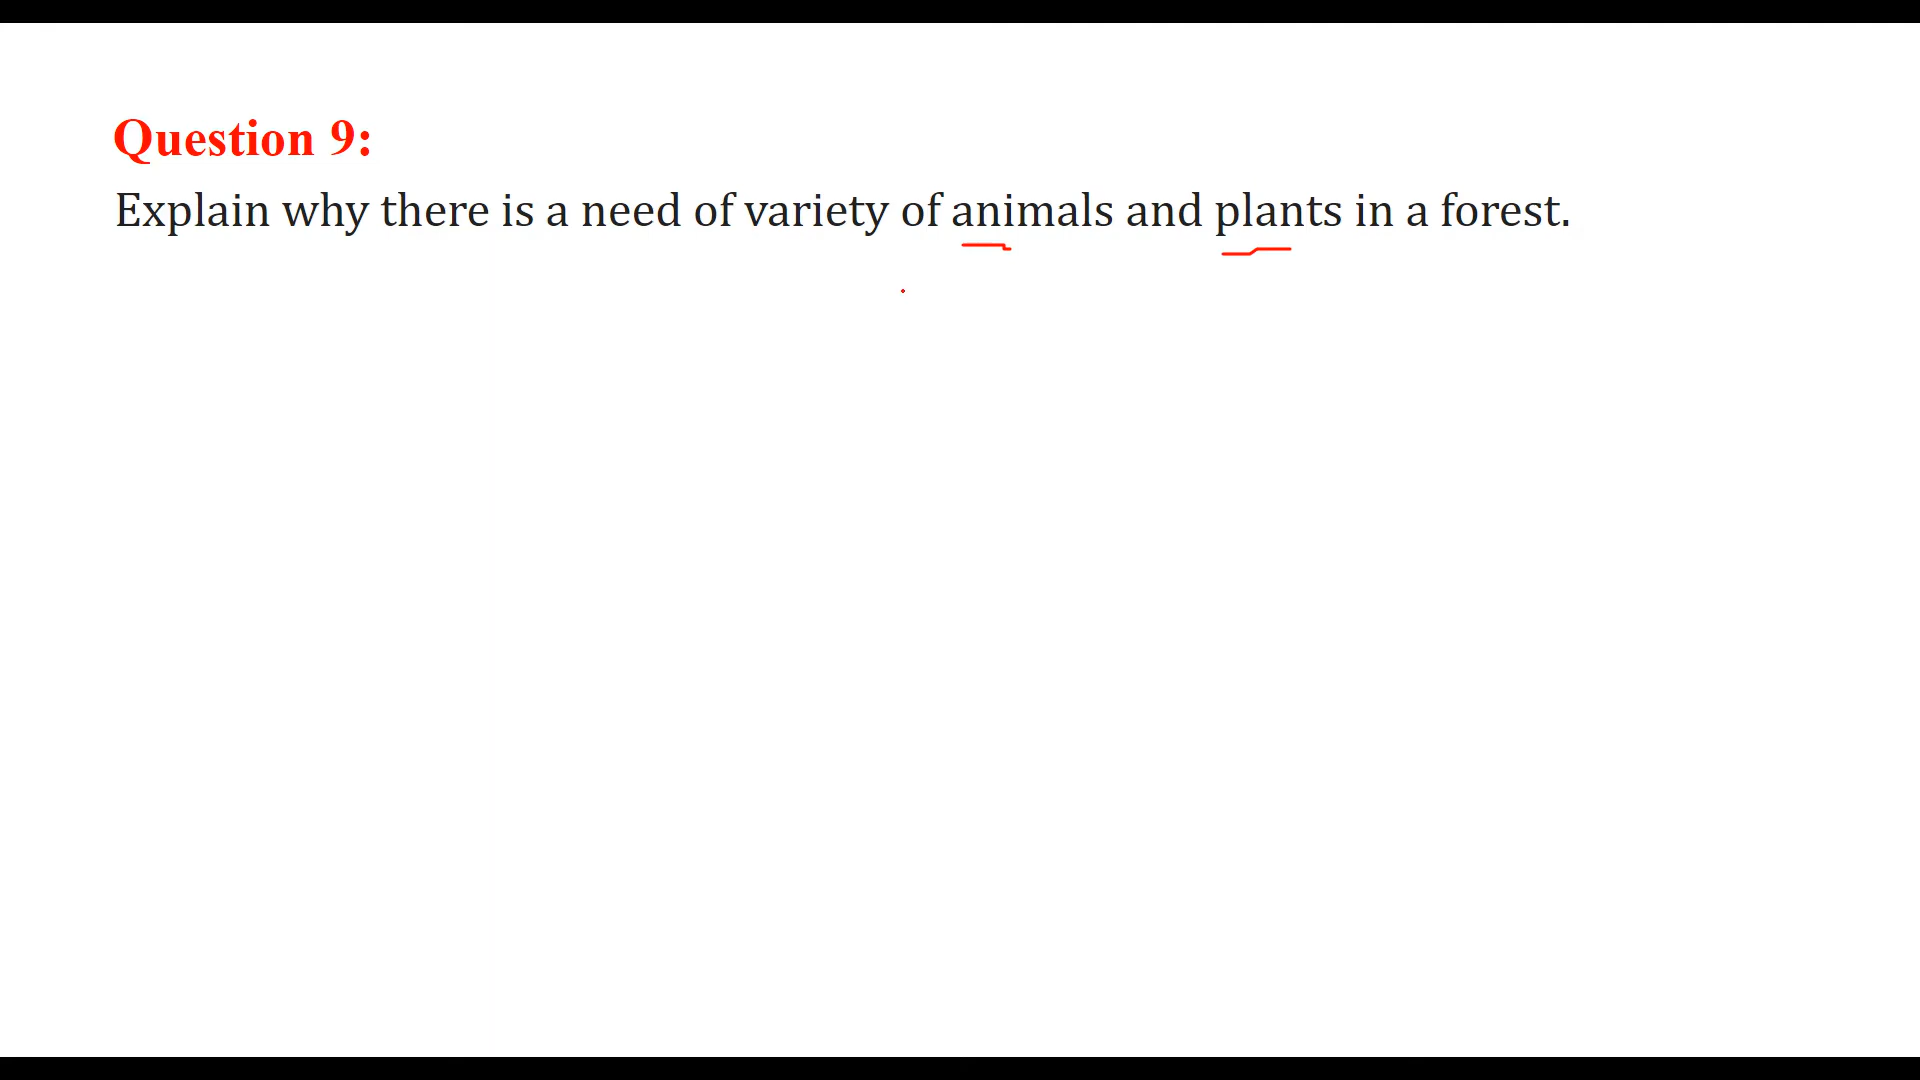 Question 9:
Explain why there is a need of variety of animals and plants in a forest.